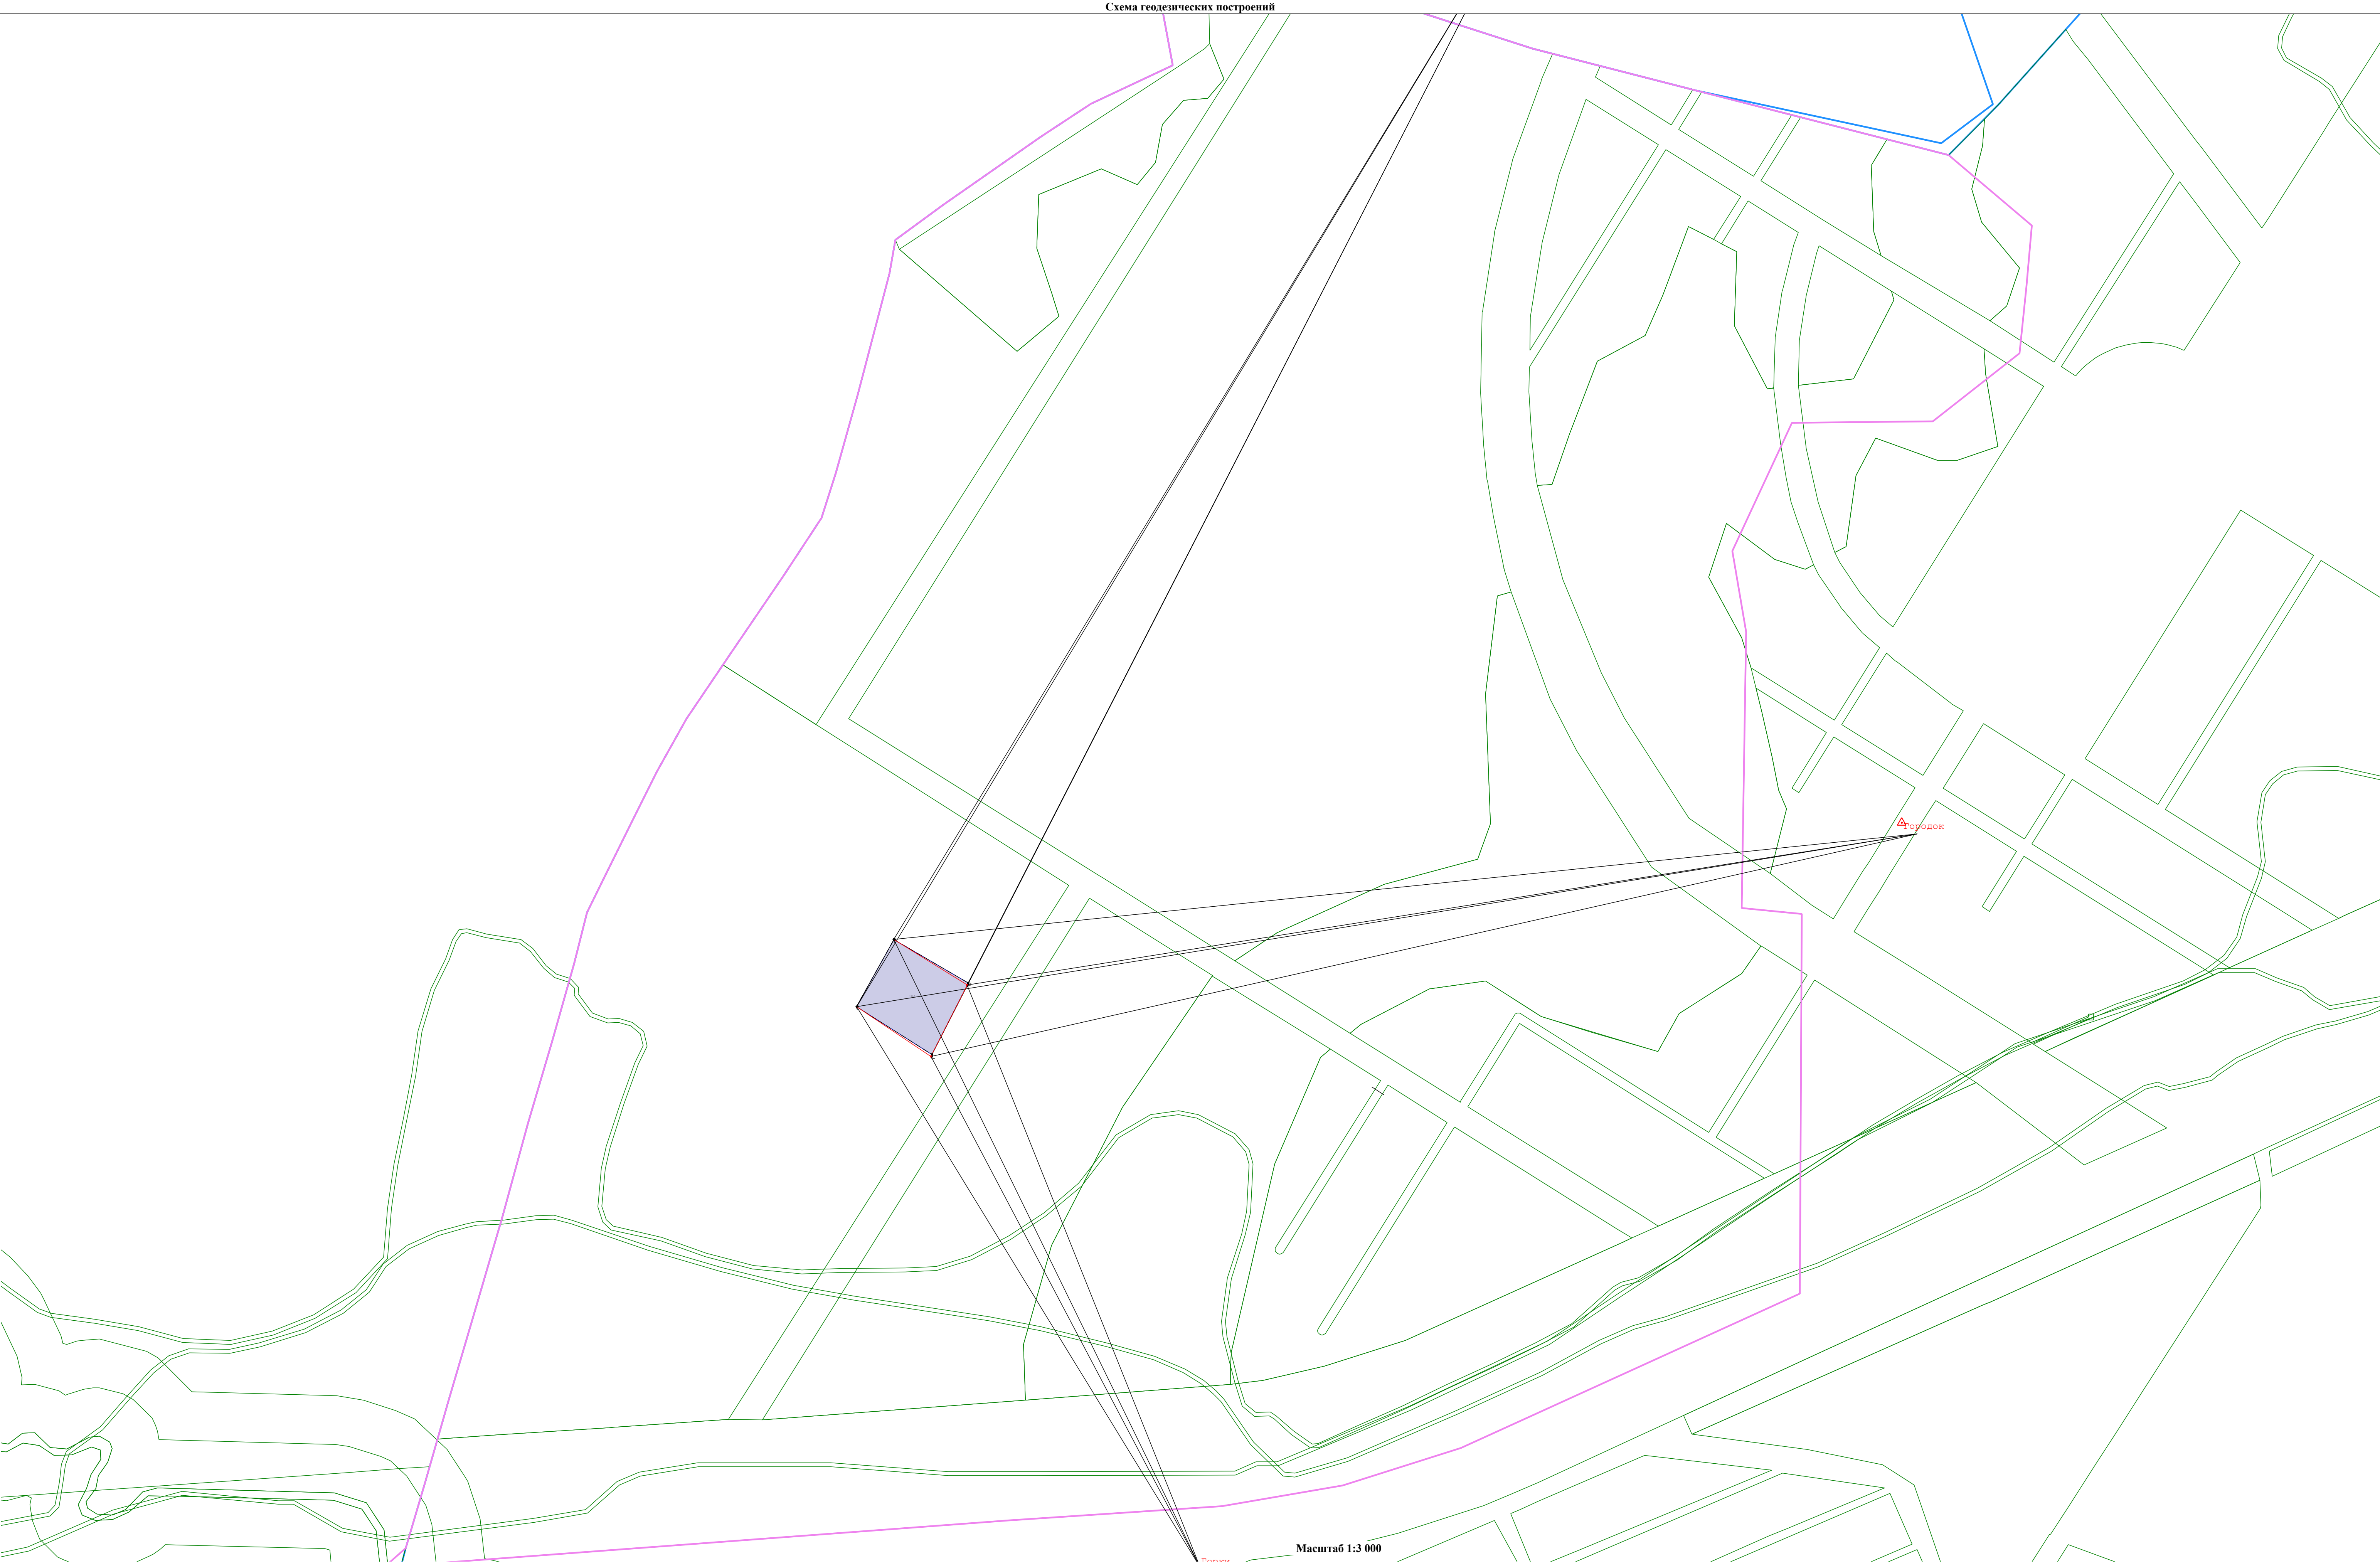 Схема геодезических построений
Городок
Масштаб 1:3 000